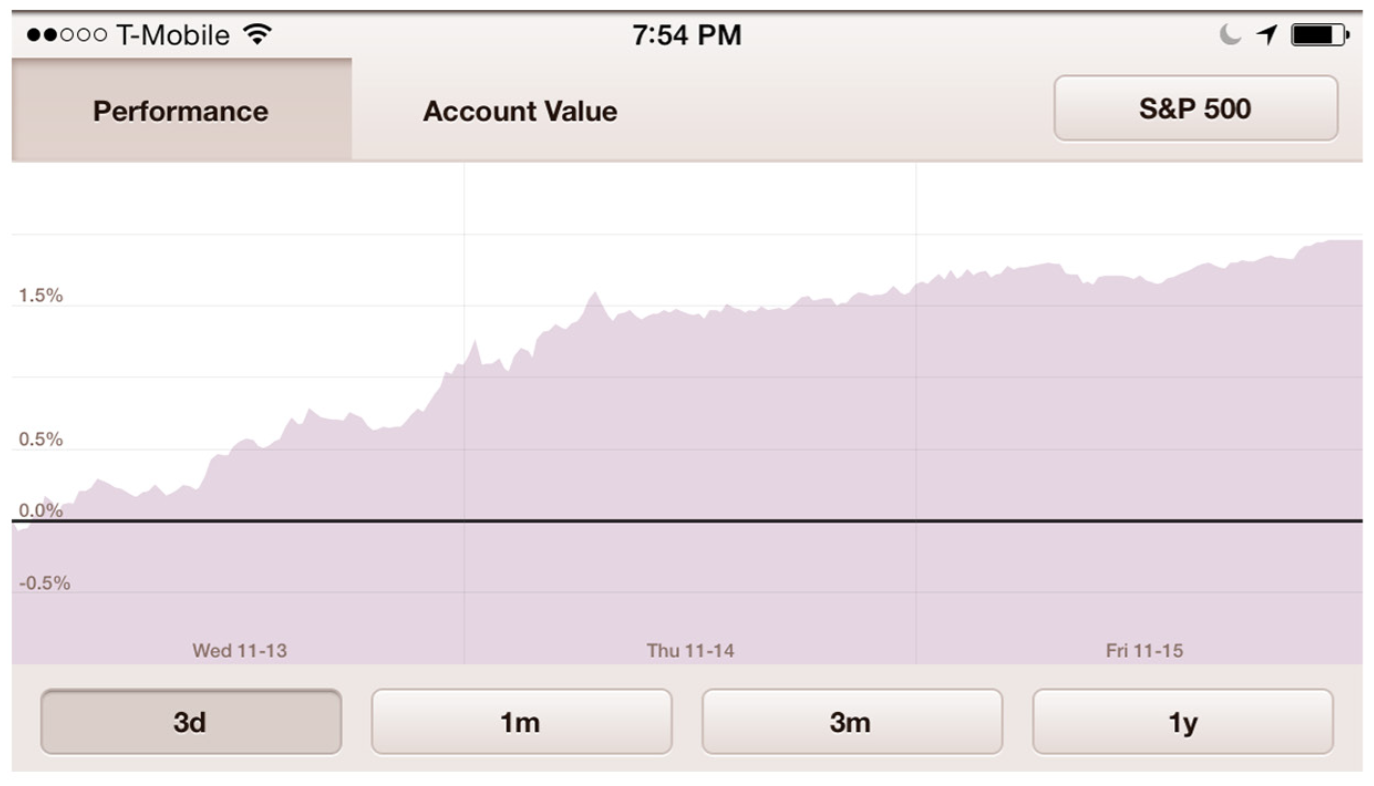 T-Mobile 7:54 PM
Performance Account Value S&P 500
1.5%
0.5%
0.0%
-0.5%
Wed 11-13 Thu 11-14 Fri 11-15
3d 1m 3m 1y